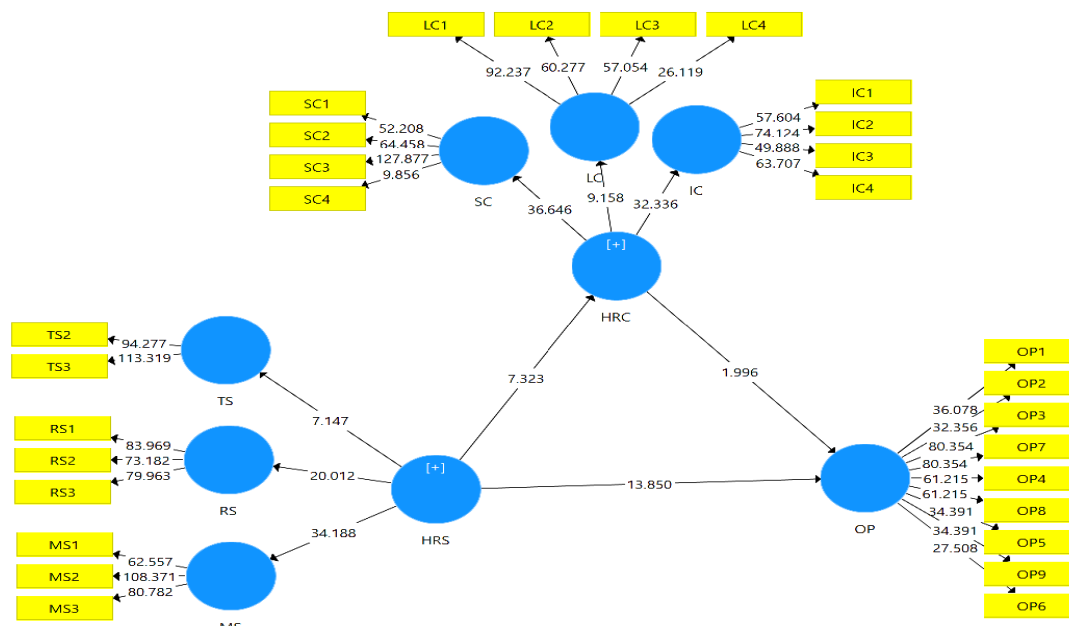 LC1
LC2
LC3
LC4
92.237
60.277
57.054
26.119
SC1
SC2
SC3
SC4
52.208
64.458
127.877
9.856
SC
LC
IC
IC1
IC2
IC3
IC4
57.604
74.124
49.888
63.707
36.646
9.158
32.336
[+]
HRC
TS2
TS3
94.277
113.319
TS
7.147
7.323
1.996
RS1
RS2
RS3
83.969
73.182
79.963
RS
20.012
[+]
HRS
13.850
34.188
MS1
MS2
MS3
62.557
108.371
80.782
MS
OP
36.078
32.356
80.354
80.354
61.215
61.215
34.391
34.391
27.508
OP1
OP2
OP3
OP7
OP4
OP8
OP5
OP9
OP6